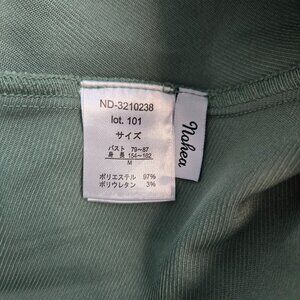 ND-3210238
lot. 101
サイズ
バスト 79~87
身 長 154~162
M
ポリエステル 97%
ポリウレタン 3%
Nohea